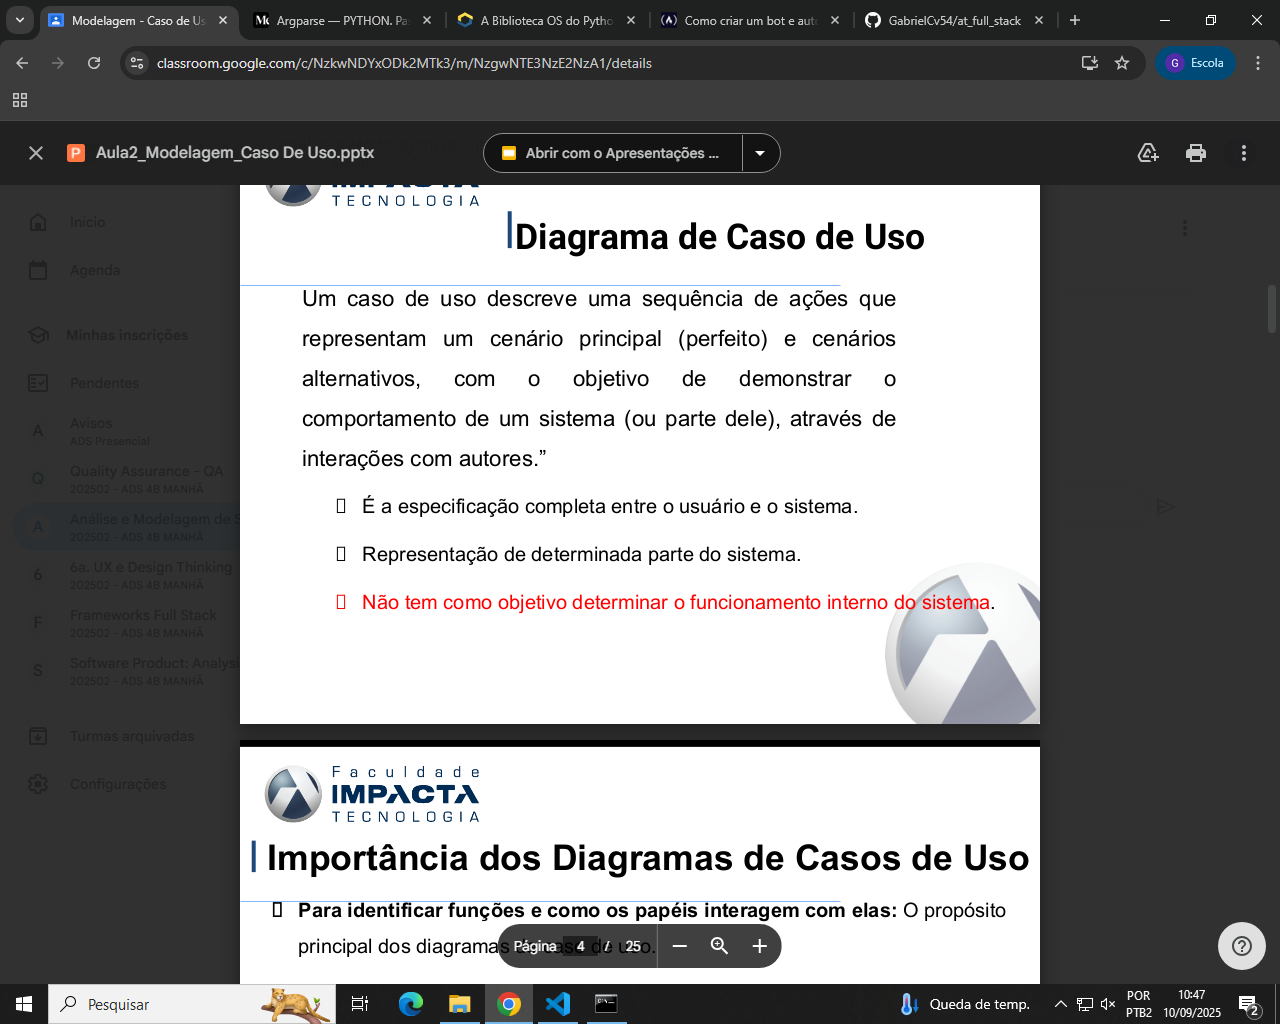 Modelagem - Caso de Us
Argparse — PYTHON. Pa
A Biblioteca OS do Pytho
Como criar um bot e aut
GabrielCv54/at_full_stack
classroom.google.com/c/NzkwNDYxODk2MTk3/m/NzgwNTE3NzE2NzA1/details
G Escola
Aula2_Modelagem_Caso De Uso.pptx
Abrir com o Apresentações ...
Início
Agenda
Minhas inscrições
Pendentes
A Avisos
ADS Presencial
Q Quality Assurance - QA
202502 - ADS 4B MANHÃ
A Análise e Modelagem de S
202502 - ADS 4B MANHÃ
6 6a. UX e Design Thinking
202502 - ADS 4B MANHÃ
F Frameworks Full Stack
202502 - ADS 4B MANHÃ
S Software Product: Analysi
202502 - ADS 4B MANHÃ
Turmas arquivadas
Configurações
IMPACTA
TECNOLOGIA
Diagrama de Caso de Uso
Um caso de uso descreve uma sequência de ações que
representam um cenário principal (perfeito) e cenários
alternativos, com o objetivo de demonstrar o
comportamento de um sistema (ou parte dele), através de
interações com autores.”
É a especificação completa entre o usuário e o sistema.
Representação de determinada parte do sistema.
Não tem como objetivo determinar o funcionamento interno do sistema.
Faculdade
IMPACTA
TECNOLOGIA
Importância dos Diagramas de Casos de Uso
Para identificar funções e como os papéis interagem com elas: O propósito
principal dos diagramas de caso de uso.
Página 4 / 25
Pesquisar
Queda de temp.
POR
PTB2
10:47
10/09/2025
2